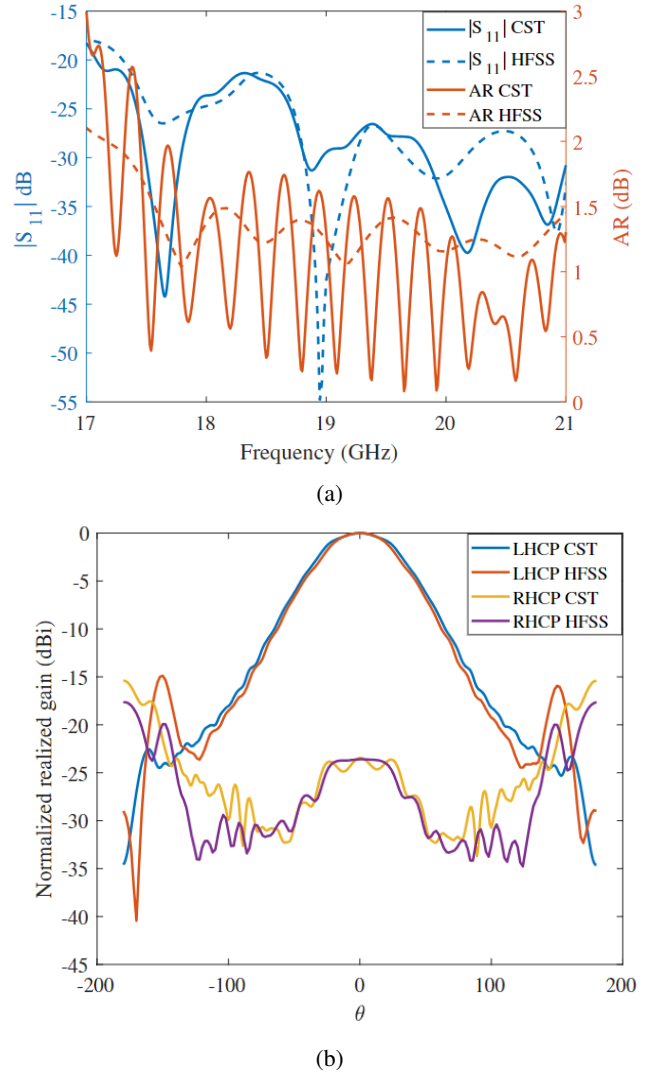 -15
-20
-25
-30
-35
-40
-45
-50
-55
|S 11| dB
3
2.5
2
1.5
1
0.5
0
AR (dB)
|S 11| CST
|S 11| HFSS
AR CST
AR HFSS
17 18 19 20 21
Frequency (GHz)
(a)
0
-5
-10
-15
-20
-25
-30
-35
-40
-45
Normalized realized gain (dBi)
LHCP CST
LHCP HFSS
RHCP CST
RHCP HFSS
-200 -100 0 100 200
θ
(b)